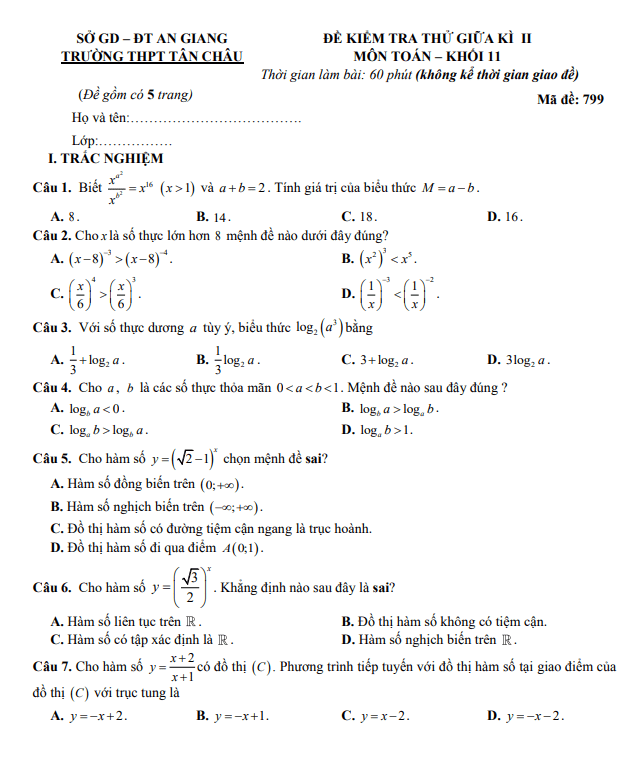 SỞ GD – ĐT AN GIANG
TRƯỜNG THPT TÂN CHÂU
ĐỀ KIỂM TRA THỬ GIỮA KÌ II
MÔN TOÁN – KHỐI 11
Thời gian làm bài: 60 phút (không kể thời gian giao đề)
(Đề gồm có 5 trang)
Mã đề: 799
Họ và tên:………………………………
Lớp:……………
I. TRẮC NGHIỆM
Câu 1. Biết $\frac{x^{a^2}}{x^{b^2}} = x^{16}$ (x > 1) và a + b = 2. Tính giá trị của biểu thức M = a − b.
A. 8. B. 14. C. 18. D. 16.
Câu 2. Cho x là số thực lớn hơn 8 mệnh đề nào dưới đây đúng?
A. $(x-8)^{-3} > (x-8)^{-4}$. B. $(x^2)^3 < x^5$.
C. $\left(\frac{x}{6}\right)^4 > \left(\frac{x}{6}\right)^3$. D. $\left(\frac{1}{x}\right)^{-3} < \left(\frac{1}{x}\right)^{-2}$.
Câu 3. Với số thực dương a tùy ý, biểu thức $\log_2(a^3)$ bằng
A. $\frac{1}{3} + \log_2 a$. B. $\frac{1}{3}\log_2 a$. C. $3 + \log_2 a$. D. $3\log_2 a$.
Câu 4. Cho a, b là các số thực thỏa mãn 0 < a < b < 1. Mệnh đề nào sau đây đúng ?
A. $\log_b a < 0$. B. $\log_b a > \log_a b$.
C. $\log_a b > \log_b a$. D. $\log_a b > 1$.
Câu 5. Cho hàm số $y = (\sqrt{2} - 1)^x$ chọn mệnh đề sai?
A. Hàm số đồng biến trên (0;+∞).
B. Hàm số nghịch biến trên (−∞;+∞).
C. Đồ thị hàm số có đường tiệm cận ngang là trục hoành.
D. Đồ thị hàm số đi qua điểm A(0;1).
Câu 6. Cho hàm số $y = \left(\frac{\sqrt{3}}{2}\right)^x$. Khẳng định nào sau đây là sai?
A. Hàm số liên tục trên ℝ. B. Đồ thị hàm số không có tiệm cận.
C. Hàm số có tập xác định là ℝ. D. Hàm số nghịch biến trên ℝ.
Câu 7. Cho hàm số $y = \frac{x+2}{x+1}$ có đồ thị (C). Phương trình tiếp tuyến với đồ thị hàm số tại giao điểm của
đồ thị (C) với trục tung là
A. y = −x + 2. B. y = −x + 1. C. y = x − 2. D. y = −x − 2.